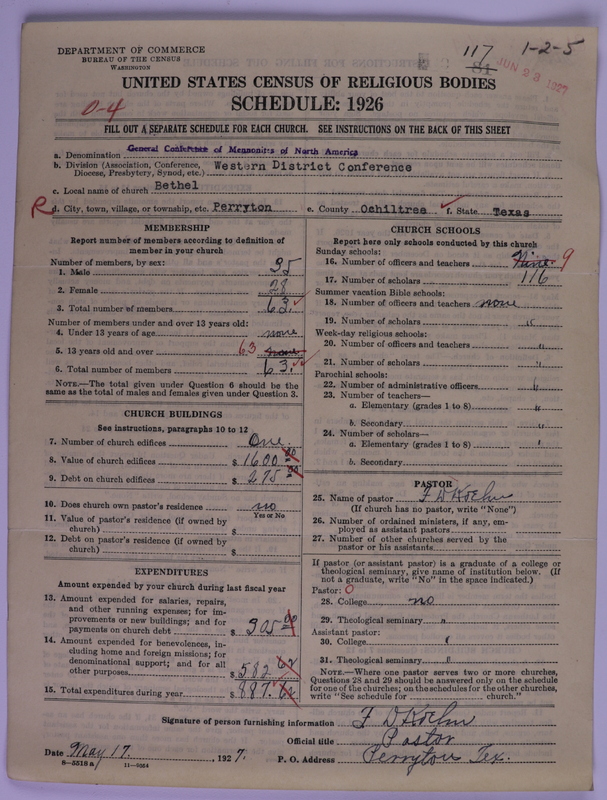 DEPARTMENT OF COMMERCE
BUREAU OF THE CENSUS
WASHINGTON
117 1-2-5
81 JUN 23 1927
UNITED STATES CENSUS OF RELIGIOUS BODIES
SCHEDULE: 1926
0-4
FILL OUT A SEPARATE SCHEDULE FOR EACH CHURCH. SEE INSTRUCTIONS ON THE BACK OF THIS SHEET
a. Denomination General Conference of Mennonites of North America
b. Division (Association, Conference, Diocese, Presbytery, Synod, etc.) Western District Conference
c. Local name of church Bethel
R d. City, town, village, or township, etc. Perryton e. County Ochiltree f. State Texas
MEMBERSHIP
Report number of members according to definition of
member in your church
Number of members, by sex:
1. Male 35
2. Female 28
3. Total number of members 63.
Number of members under and over 13 years old:
4. Under 13 years of age none
5. 13 years old and over 63 none
6. Total number of members 63.
NOTE.—The total given under Question 6 should be the
same as the total of males and females given under Question 3.
CHURCH BUILDINGS
See instructions, paragraphs 10 to 12
7. Number of church edifices One.
8. Value of church edifices $ 1600 00
9. Debt on church edifices $ 275 00
10. Does church own pastor's residence no
Yes or No
11. Value of pastor's residence (if owned by
church) $
12. Debt on pastor's residence (if owned by
church) $
EXPENDITURES
Amount expended by your church during last fiscal year
13. Amount expended for salaries, repairs,
and other running expenses; for im-
provements or new buildings; and for
payments on church debt $ 305 00
14. Amount expended for benevolences, in-
cluding home and foreign missions; for
denominational support; and for all
other purposes $ 582 62
15. Total expenditures during year $ 887. 62
CHURCH SCHOOLS
Report here only schools conducted by this church
Sunday schools:
16. Number of officers and teachers Nine. 9
17. Number of scholars 116
Summer vacation Bible schools:
18. Number of officers and teachers none
19. Number of scholars "
Week-day religious schools:
20. Number of officers and teachers "
21. Number of scholars "
Parochial schools:
22. Number of administrative officers "
23. Number of teachers—
a. Elementary (grades 1 to 8) "
b. Secondary "
24. Number of scholars—
a. Elementary (grades 1 to 8) "
b. Secondary
PASTOR
25. Name of pastor F D Koehn
(If church has no pastor, write "None")
26. Number of ordained ministers, if any, em-
ployed as assistant pastors
27. Number of other churches served by the
pastor or his assistants
If pastor (or assistant pastor) is a graduate of a college or
theological seminary, give name of institution below. (If
not a graduate, write "No" in the space indicated.)
Pastor: 0
28. College no
29. Theological seminary "
Assistant pastor:
30. College "
31. Theological seminary "
NOTE.—Where one pastor serves two or more churches,
Questions 28 and 29 should be answered only on the schedule
for one of the churches; on the schedules for the other churches,
write "See schedule for church."
Signature of person furnishing information F D Koehn
Official title Pastor
Date May 17. , 1927. P. O. Address Perryton Tex.
8—5518 a 11—9554